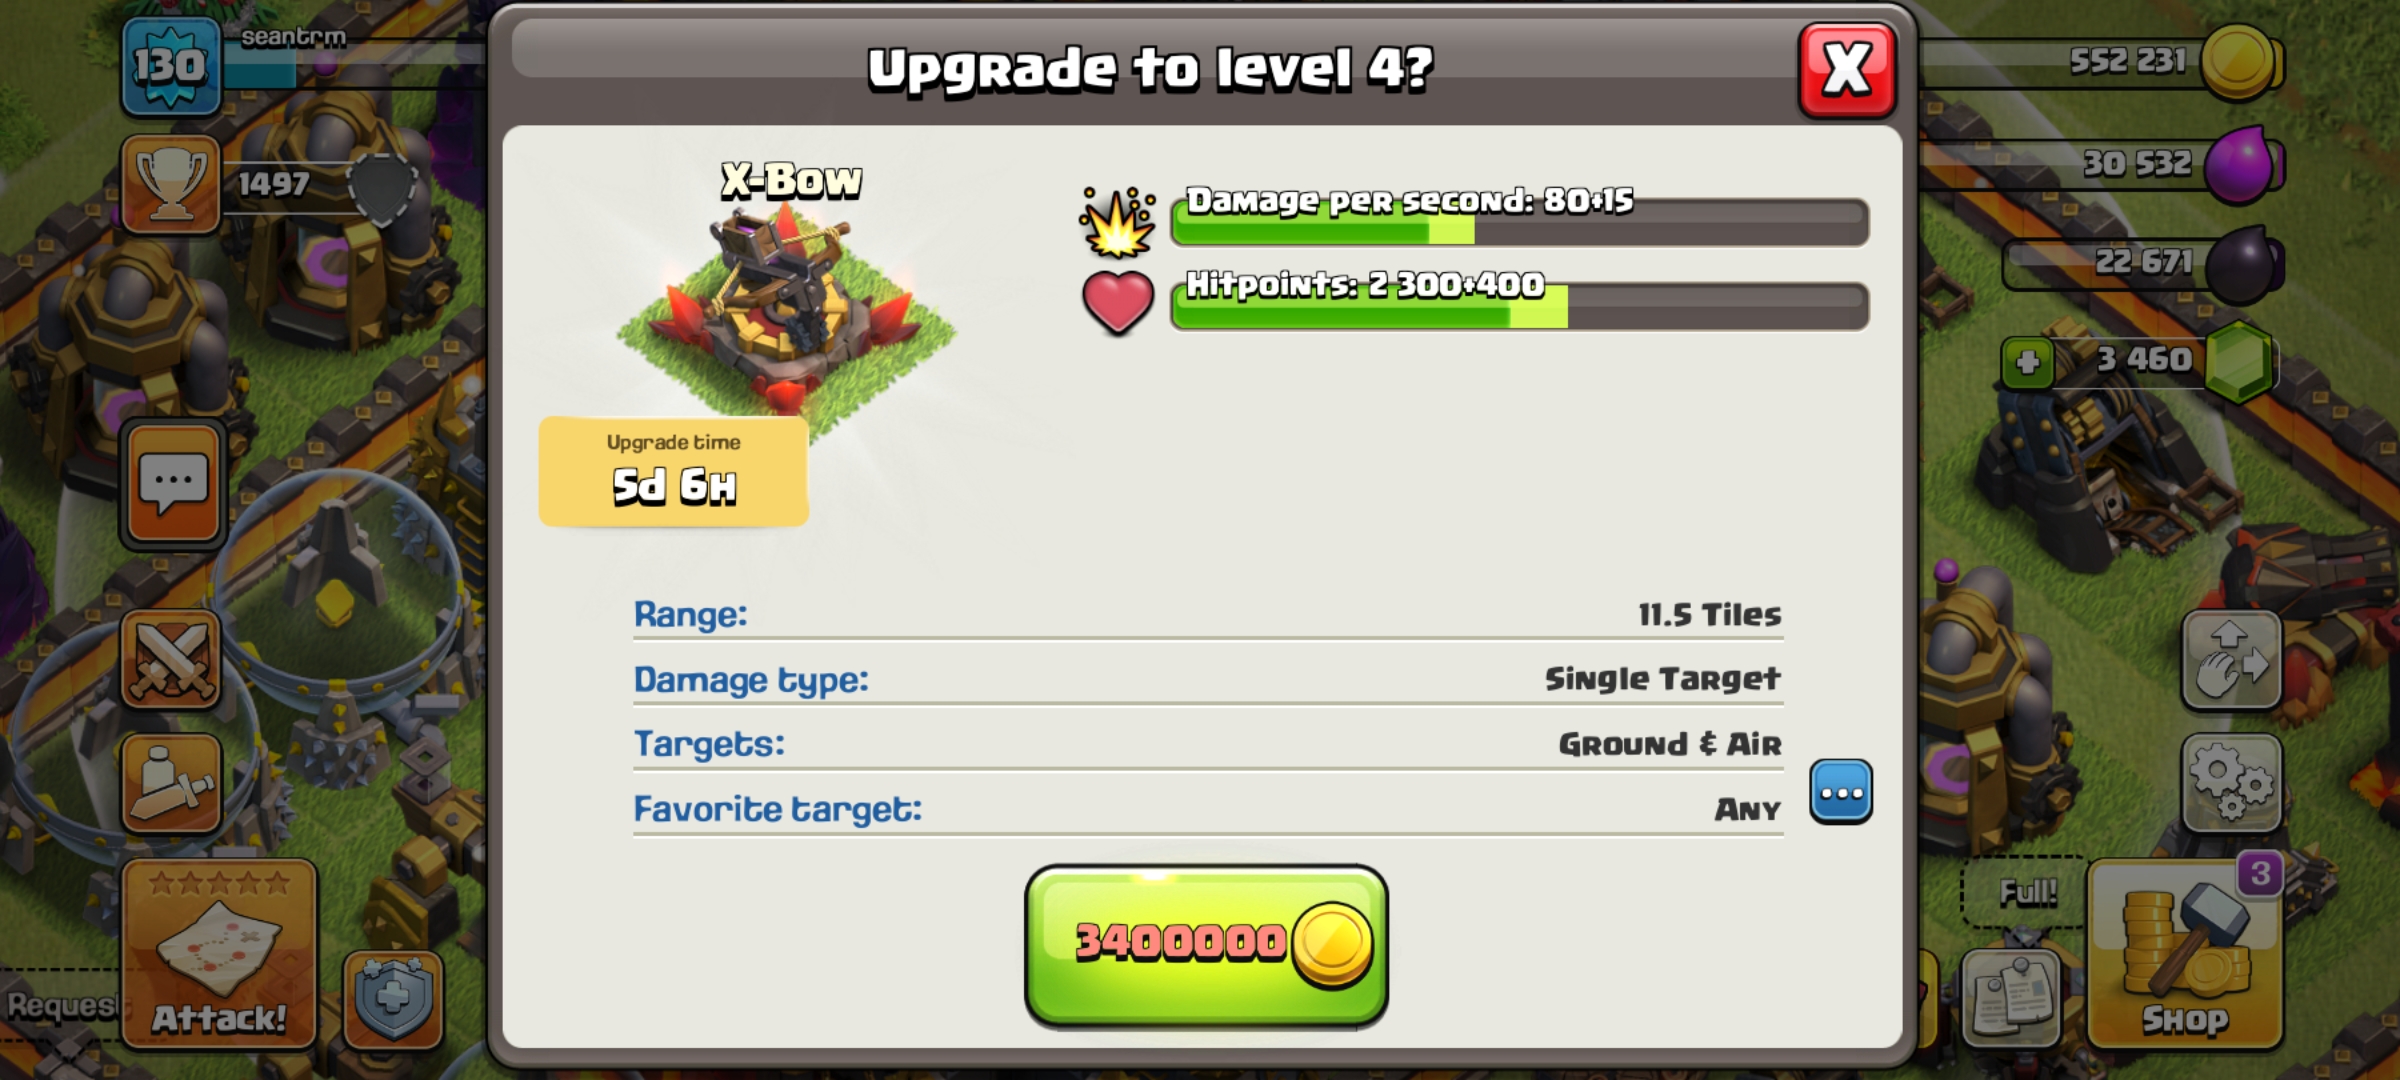 130
seantrm
1497
Upgrade to level 4?
X
552 231
30 532
22 671
3 460
X-Bow
Damage per second: 80+15
Hitpoints: 2 300+400
Upgrade time
5d 6H
Range: 11.5 Tiles
Damage type: Single Target
Targets: Ground & Air
Favorite target: Any
3400000
Request
Attack!
Full!
3
Shop